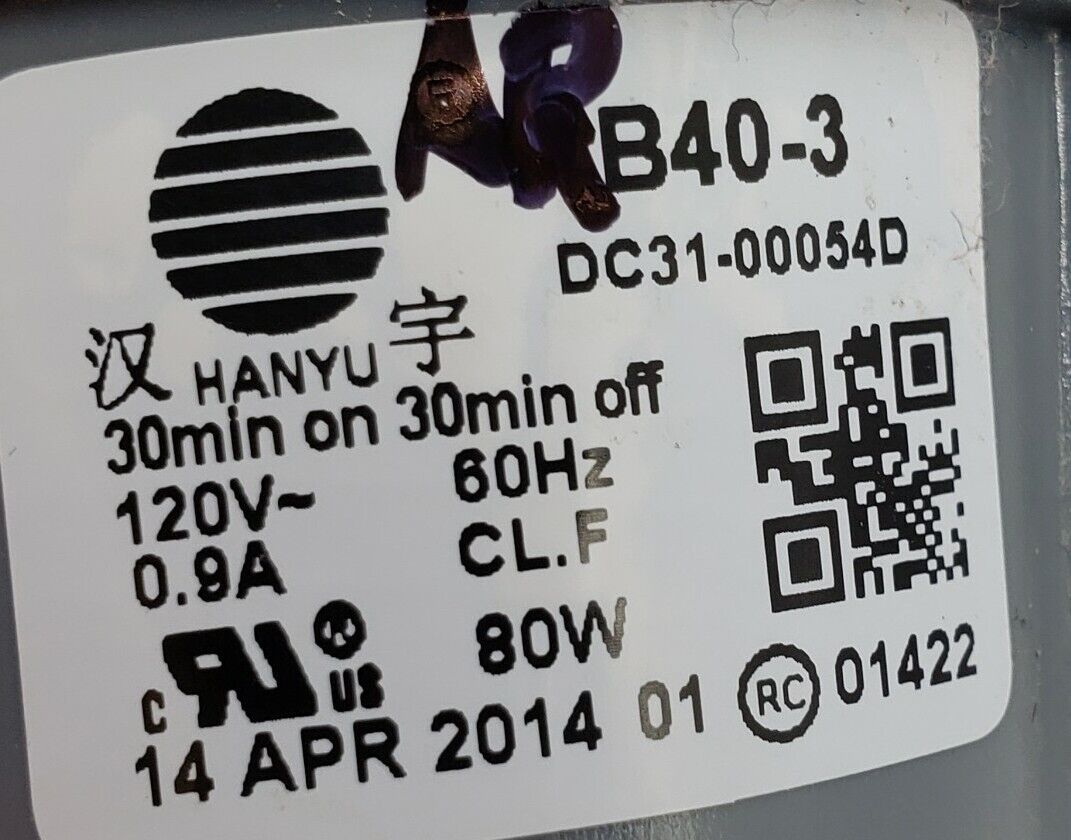 B40-3
DC31-00054D
汉 HANYU 宇
30min on 30min off
120V~ 60Hz
0.9A CL.F
80W
c RU US
14 APR 2014 01 RC 01422